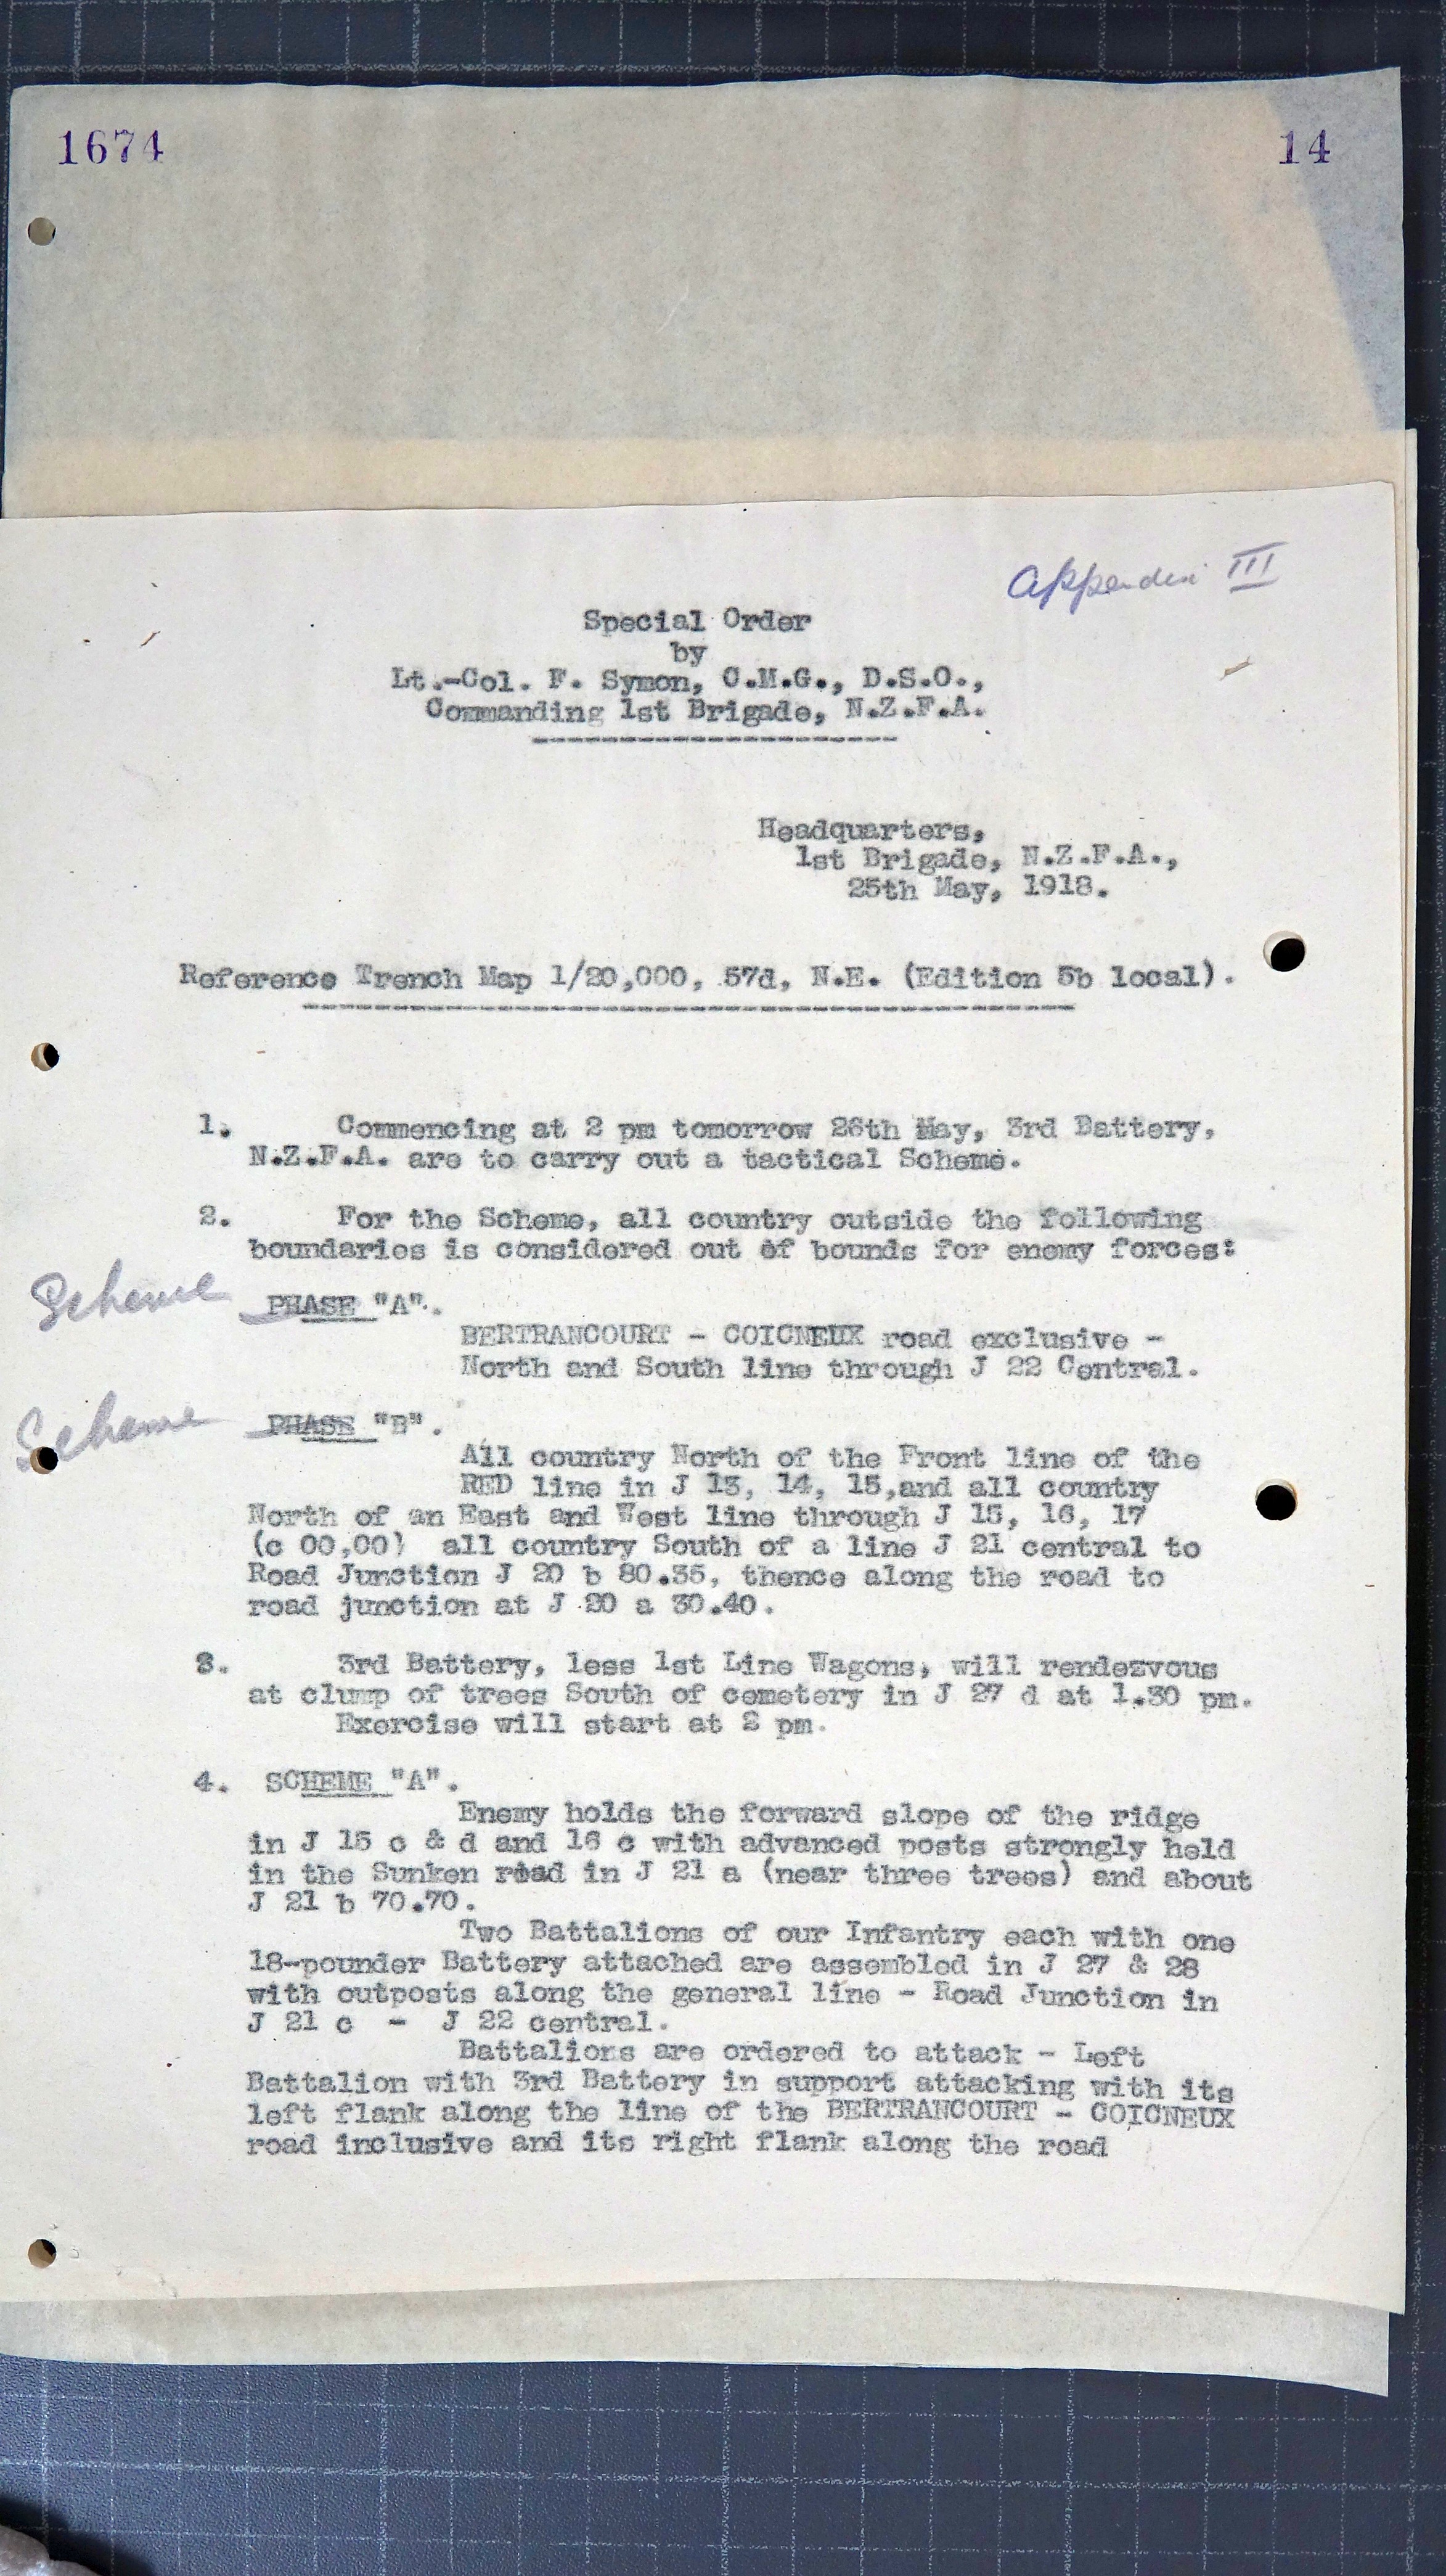 1674
14
Appendix III
Special Order
by
Lt.-Col. F. Symon, C.M.G., D.S.O.,
Commanding 1st Brigade, N.Z.F.A.
Headquarters,
1st Brigade, N.Z.F.A.,
25th May, 1918.
Reference Trench Map 1/20,000, 57d, N.E. (Edition 5b local).
1. Commencing at 2 pm tomorrow 26th May, 3rd Battery,
N.Z.F.A. are to carry out a tactical Scheme.
2. For the Scheme, all country outside the following
boundaries is considered out of bounds for enemy forces:
Scheme PHASE "A".
BERTRANCOURT - COIGNEUX road exclusive -
North and South line through J 22 Central.
Scheme PHASE "B".
All country North of the Front line of the
RED line in J 13, 14, 15,and all country
North of an East and West line through J 15, 16, 17
(c 00,00) all country South of a line J 21 central to
Road Junction J 20 b 80.35, thence along the road to
road junction at J 20 a 30.40.
3. 3rd Battery, less 1st Line Wagons, will rendezvous
at clump of trees South of cemetery in J 27 d at 1.30 pm.
Exercise will start at 2 pm.
4. SCHEME "A".
Enemy holds the forward slope of the ridge
in J 15 c & d and 16 c with advanced posts strongly held
in the Sunken road in J 21 a (near three trees) and about
J 21 b 70.70.
Two Battalions of our Infantry each with one
18-pounder Battery attached are assembled in J 27 & 28
with outposts along the general line - Road Junction in
J 21 c - J 22 central.
Battalions are ordered to attack - Left
Battalion with 3rd Battery in support attacking with its
left flank along the line of the BERTRANCOURT - COIGNEUX
road inclusive and its right flank along the road